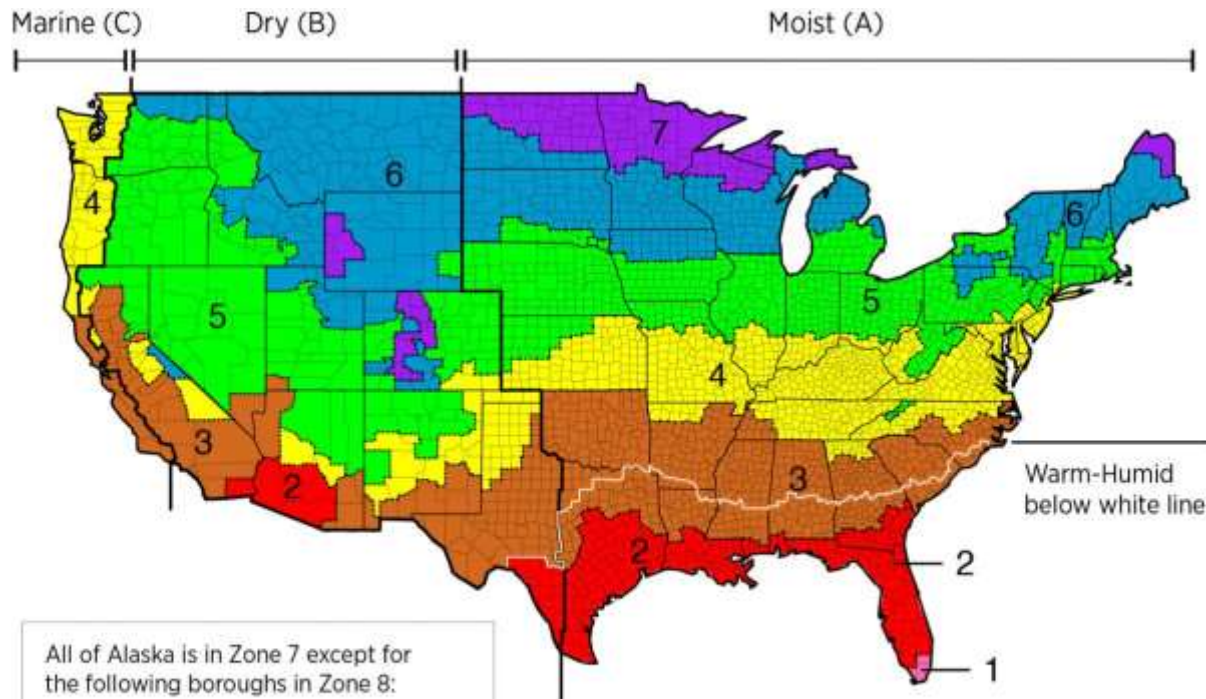 Marine (C) Dry (B) Moist (A)
7
6
4
6
5
5
4
3
3
2
Warm-Humid
below white line
2
2
1
All of Alaska is in Zone 7 except for
the following boroughs in Zone 8: